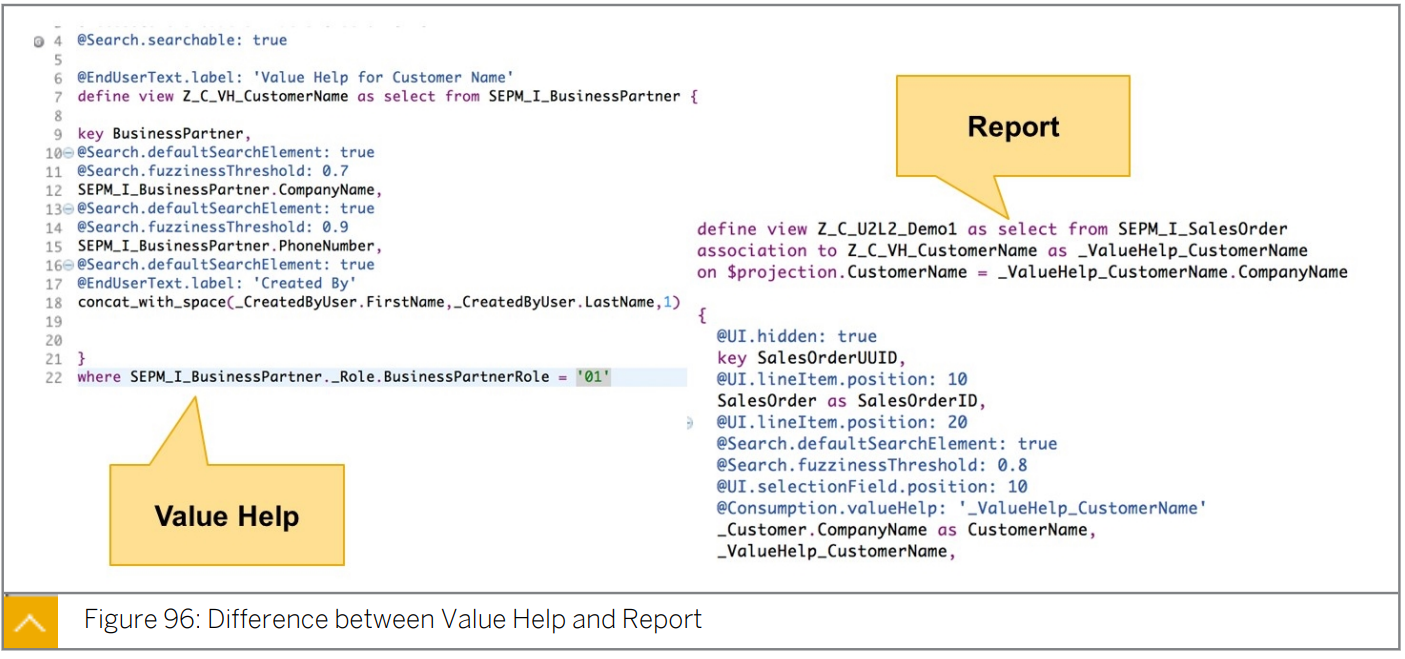 4 @Search.searchable: true
5
6 @EndUserText.label: 'Value Help for Customer Name'
7 define view Z_C_VH_CustomerName as select from SEPM_I_BusinessPartner {
8
9 key BusinessPartner,
10 @Search.defaultSearchElement: true
11 @Search.fuzzinessThreshold: 0.7
12 SEPM_I_BusinessPartner.CompanyName,
13 @Search.defaultSearchElement: true
14 @Search.fuzzinessThreshold: 0.9
15 SEPM_I_BusinessPartner.PhoneNumber,
16 @Search.defaultSearchElement: true
17 @EndUserText.label: 'Created By'
18 concat_with_space(_CreatedByUser.FirstName,_CreatedByUser.LastName,1)
19
20
21 }
22 where SEPM_I_BusinessPartner._Role.BusinessPartnerRole = '01'
Value Help
Report
define view Z_C_U2L2_Demo1 as select from SEPM_I_SalesOrder
association to Z_C_VH_CustomerName as _ValueHelp_CustomerName
on $projection.CustomerName = _ValueHelp_CustomerName.CompanyName
{
@UI.hidden: true
key SalesOrderUUID,
@UI.lineItem.position: 10
SalesOrder as SalesOrderID,
@UI.lineItem.position: 20
@Search.defaultSearchElement: true
@Search.fuzzinessThreshold: 0.8
@UI.selectionField.position: 10
@Consumption.valueHelp: '_ValueHelp_CustomerName'
_Customer.CompanyName as CustomerName,
_ValueHelp_CustomerName,
Figure 96: Difference between Value Help and Report